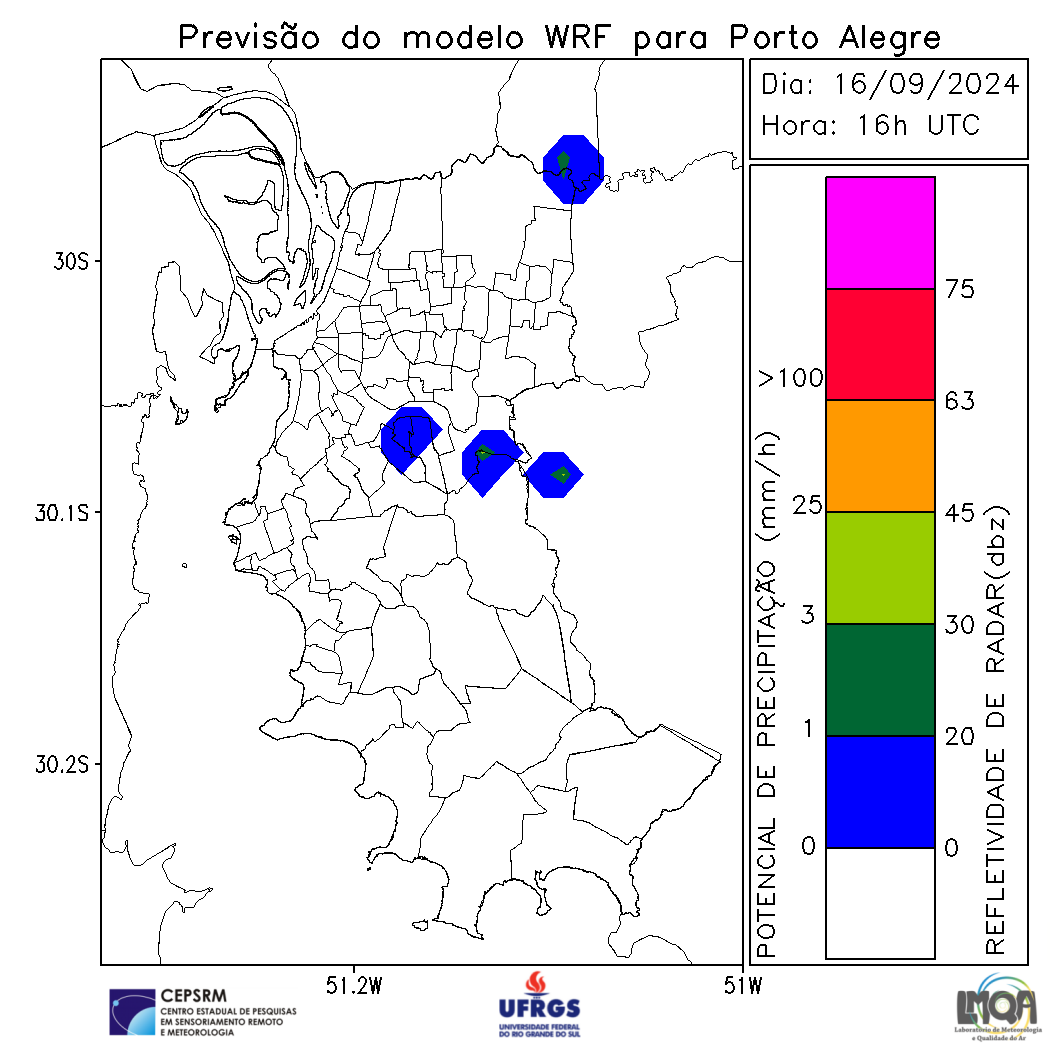 Previsão do modelo WRF para Porto Alegre
Dia: 16/09/2024
Hora: 16h UTC
30S
30.1S
30.2S
51.2W
51W
POTENCIAL DE PRECIPITAÇÃO (mm/h)
>100
25
3
1
0
75
63
45
30
20
0
REFLETIVIDADE DE RADAR(dbz)
CEPSRM
CENTRO ESTADUAL DE PESQUISAS
EM SENSORIAMENTO REMOTO
E METEOROLOGIA
UFRGS
UNIVERSIDADE FEDERAL
DO RIO GRANDE DO SUL
LMQA
Laboratório de Meteorologia
e Qualidade do Ar